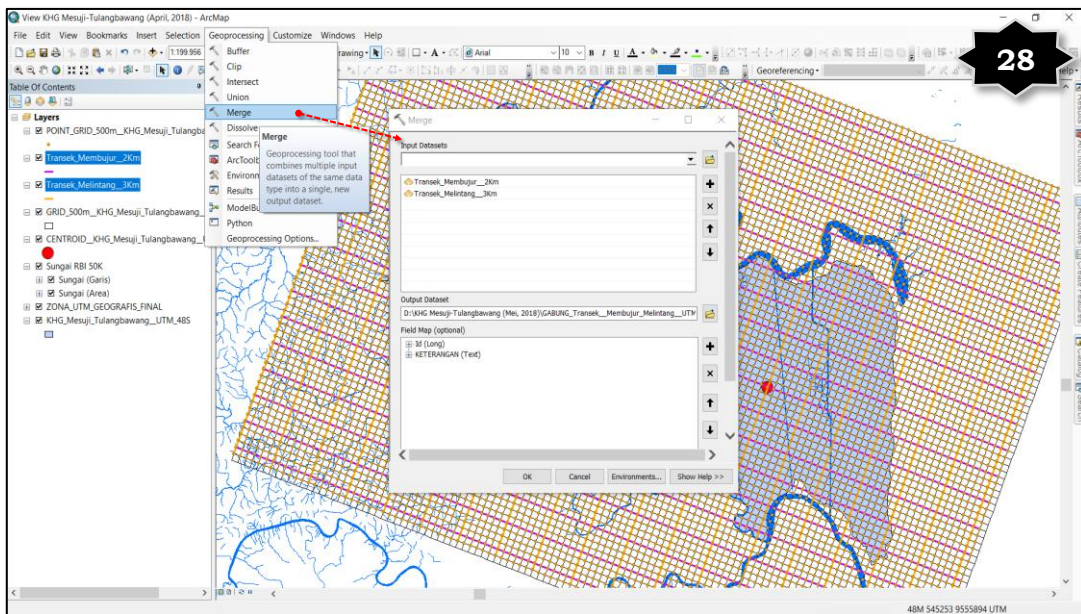 View KHG Mesuji-Tulangbawang (April, 2018) - ArcMap
File Edit View Bookmarks Insert Selection Geoprocessing Customize Windows Help
28
1:199.956
Arial
10
B I U
Georeferencing
Table Of Contents
Layers
POINT_GRID_500m__KHG_Mesuji_Tulangba
Transek_Membujur__2Km
Transek_Melintang__3Km
GRID_500m__KHG_Mesuji_Tulangbawang_
CENTROID__KHG_Mesuji_Tulangbawang_
Sungai RBI 50K
Sungai (Garis)
Sungai (Area)
ZONA_UTM_GEOGRAFIS_FINAL
KHG_Mesuji_Tulangbawang__UTM_48S
Buffer
Clip
Intersect
Union
Merge
Dissolve
Search F
ArcToolb
Environm
Results
ModelBu
Python
Geoprocessing Options...
Merge
Geoprocessing tool that
combines multiple input
datasets of the same data
type into a single, new
output dataset.
Merge
Input Datasets
Transek_Membujur__2Km
Transek_Melintang__3Km
Output Dataset
D:\KHG Mesuji-Tulangbawang (Mei, 2018)\GABUNG_Transek__Membujur_Melintang__UTM
Field Map (optional)
Id (Long)
KETERANGAN (Text)
OK Cancel Environments... Show Help >>
48M 545253 9555894 UTM